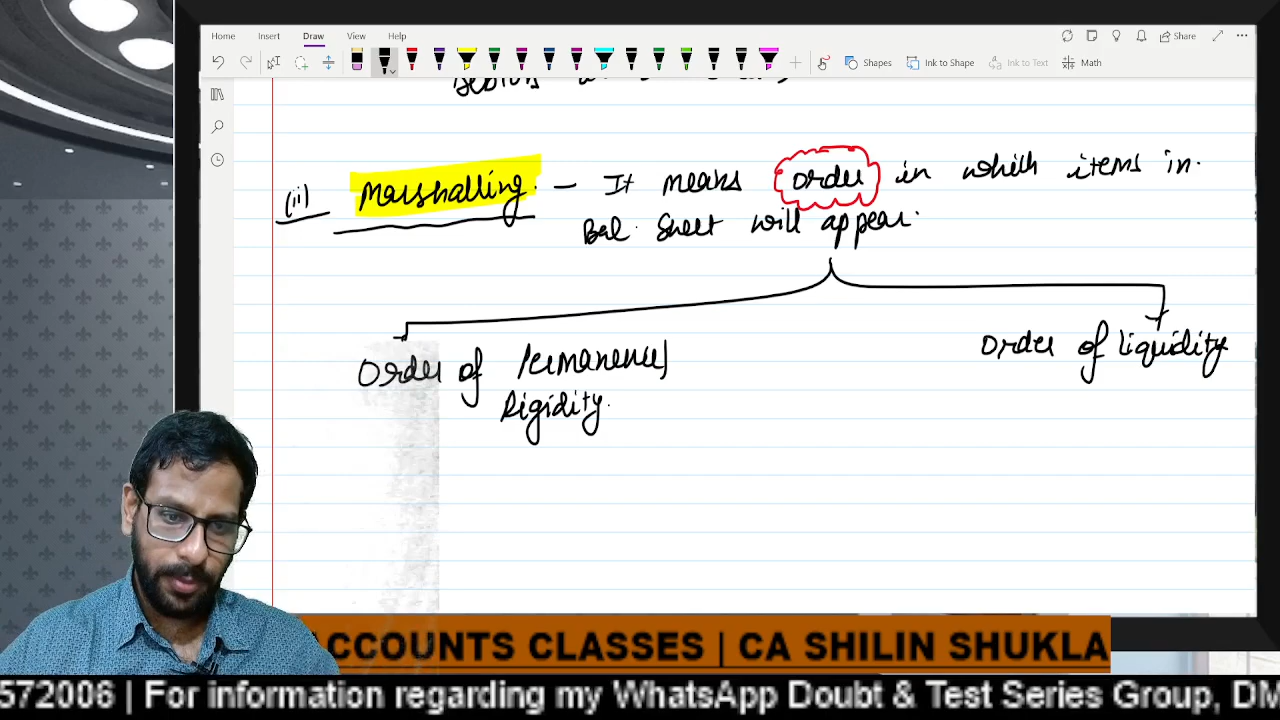 Home Insert Draw View Help
Share
Shapes Ink to Shape Ink to Text Math
(ii) Marshalling. – It means order in which items in.
Bal. Sheet will appear.
Order of Permanence/ Order of liquidity
Rigidity.
ACCOUNTS CLASSES | CA SHILIN SHUKLA
572006 | For information regarding my WhatsApp Doubt & Test Series Group, DM